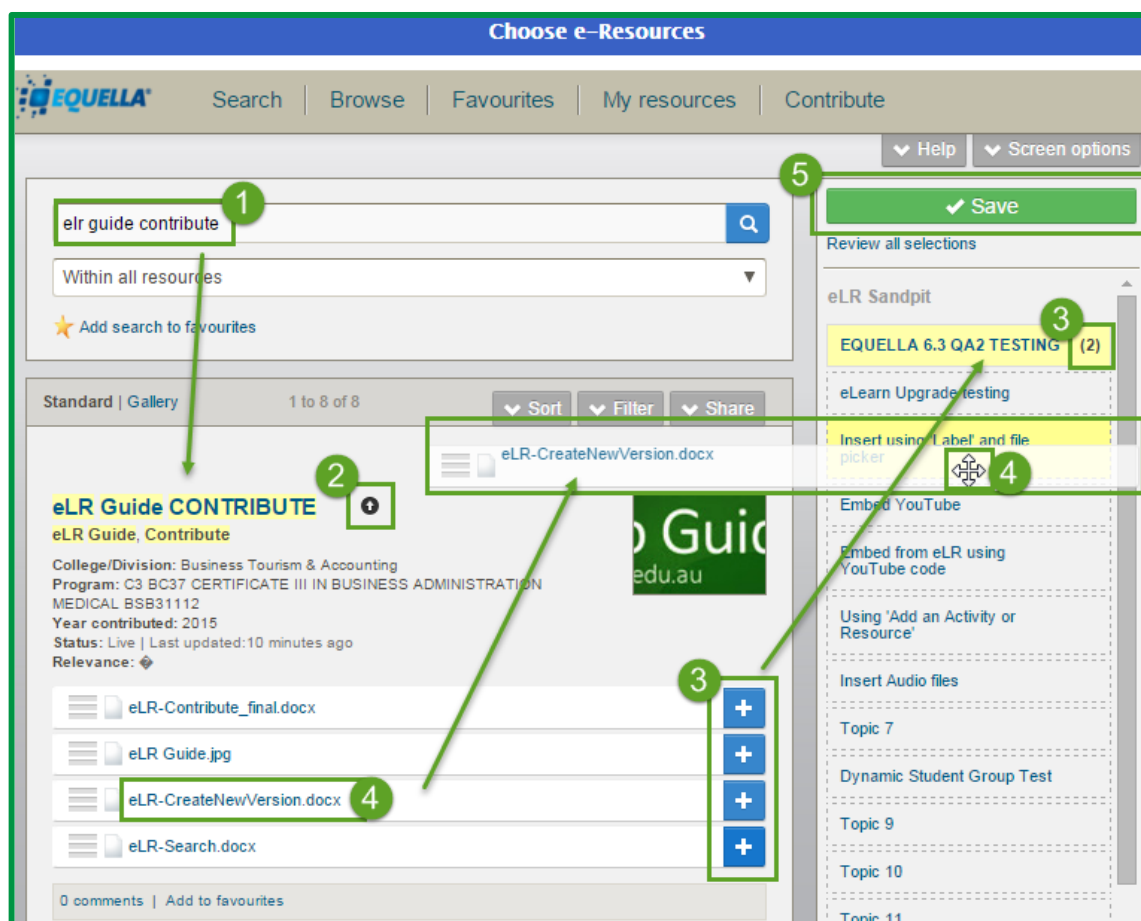 Choose e-Resources
EQUELLA Search Browse Favourites My resources Contribute
Help Screen options
1
elr guide contribute
Within all resources
Add search to favourites
5
Save
Review all selections
eLR Sandpit
3
EQUELLA 6.3 QA2 TESTING (2)
eLearn Upgrade testing
Insert using 'Label' and file
picker
Embed YouTube
Embed from eLR using
YouTube code
Using 'Add an Activity or
Resource'
Insert Audio files
Topic 7
Dynamic Student Group Test
Topic 9
Topic 10
Topic 11
Standard | Gallery 1 to 8 of 8 Sort Filter Share
eLR-CreateNewVersion.docx
4
2
eLR Guide CONTRIBUTE
eLR Guide, Contribute
College/Division: Business Tourism & Accounting
Program: C3 BC37 CERTIFICATE III IN BUSINESS ADMINISTRATION
MEDICAL BSB31112
Year contributed: 2015
Status: Live | Last updated:10 minutes ago
Relevance: �
edu.au
3
eLR-Contribute_final.docx
eLR Guide.jpg
eLR-CreateNewVersion.docx 4
eLR-Search.docx
0 comments | Add to favourites